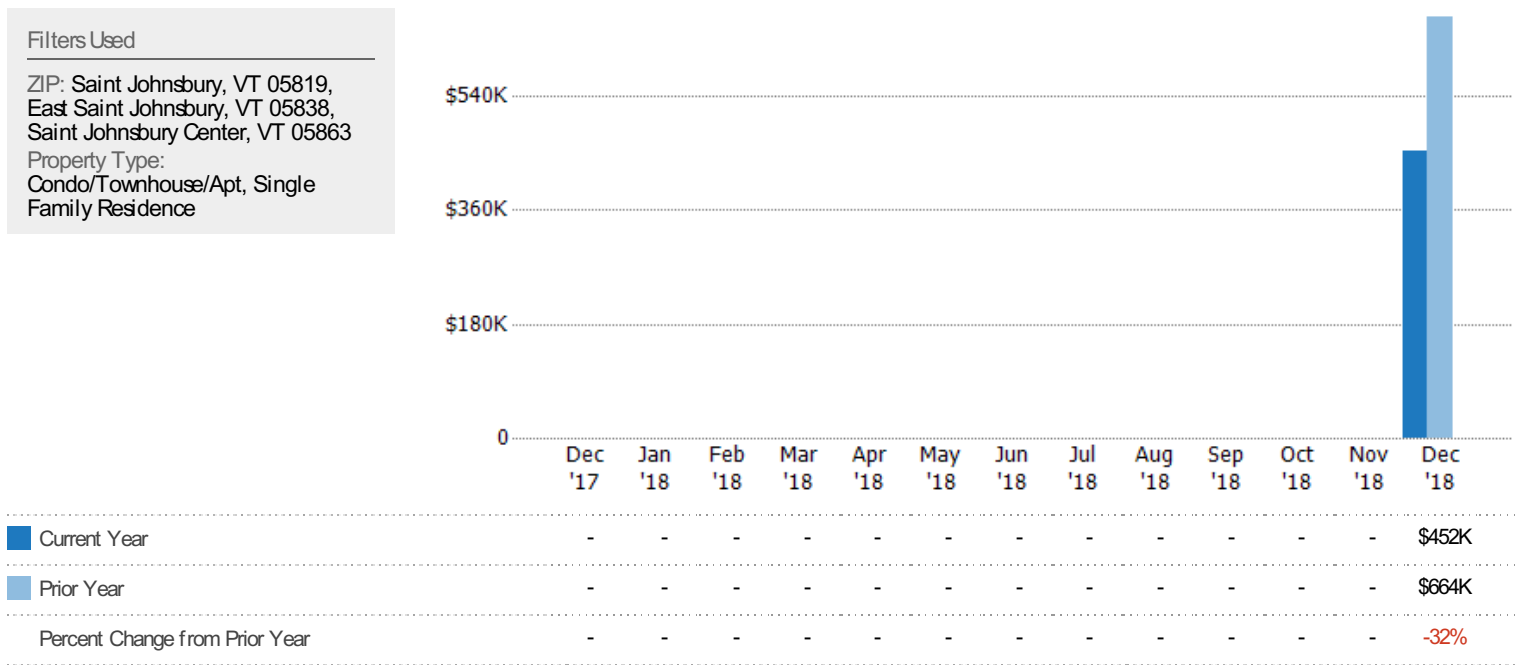 Filters Used
ZIP: Saint Johnsbury, VT 05819,
East Saint Johnsbury, VT 05838,
Saint Johnsbury Center, VT 05863
Property Type:
Condo/Townhouse/Apt, Single
Family Residence
$540K
$360K
$180K
0
Dec Jan Feb Mar Apr May Jun Jul Aug Sep Oct Nov Dec
'17 '18 '18 '18 '18 '18 '18 '18 '18 '18 '18 '18 '18
Current Year - - - - - - - - - - - - $452K
Prior Year - - - - - - - - - - - - $664K
Percent Change from Prior Year - - - - - - - - - - - - -32%